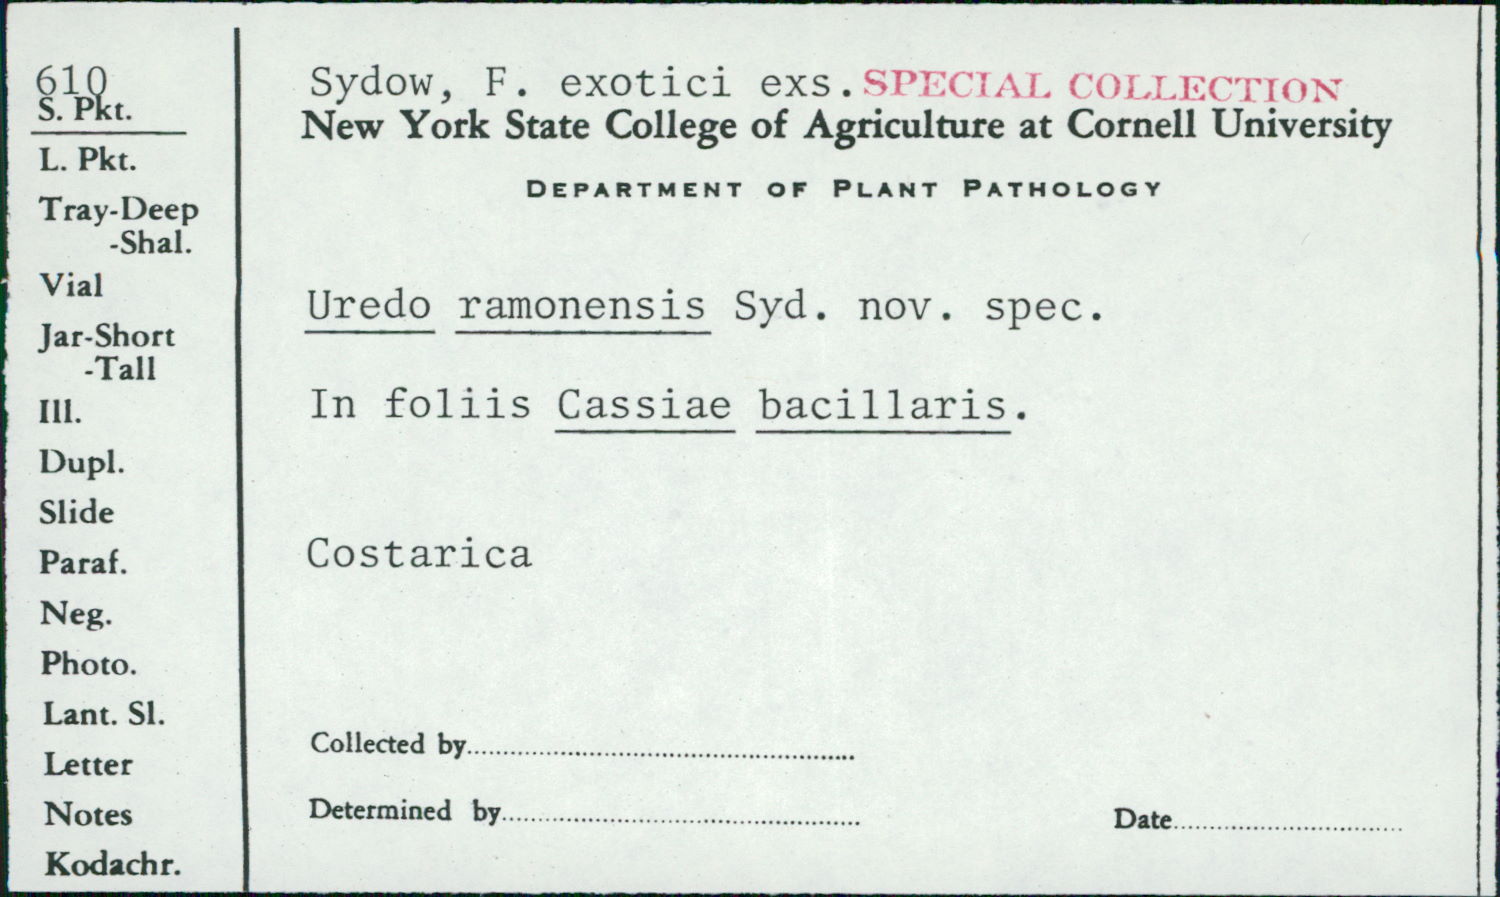 610
S. Pkt.
L. Pkt.
Tray-Deep
-Shal.
Vial
Jar-Short
-Tall
Ill.
Dupl.
Slide
Paraf.
Neg.
Photo.
Lant. Sl.
Letter
Notes
Kodachr.
Sydow, F. exotici exs. SPECIAL COLLECTION
New York State College of Agriculture at Cornell University
DEPARTMENT OF PLANT PATHOLOGY
Uredo ramonensis Syd. nov. spec.
In foliis Cassiae bacillaris.
Costarica
Collected by
Determined by
Date